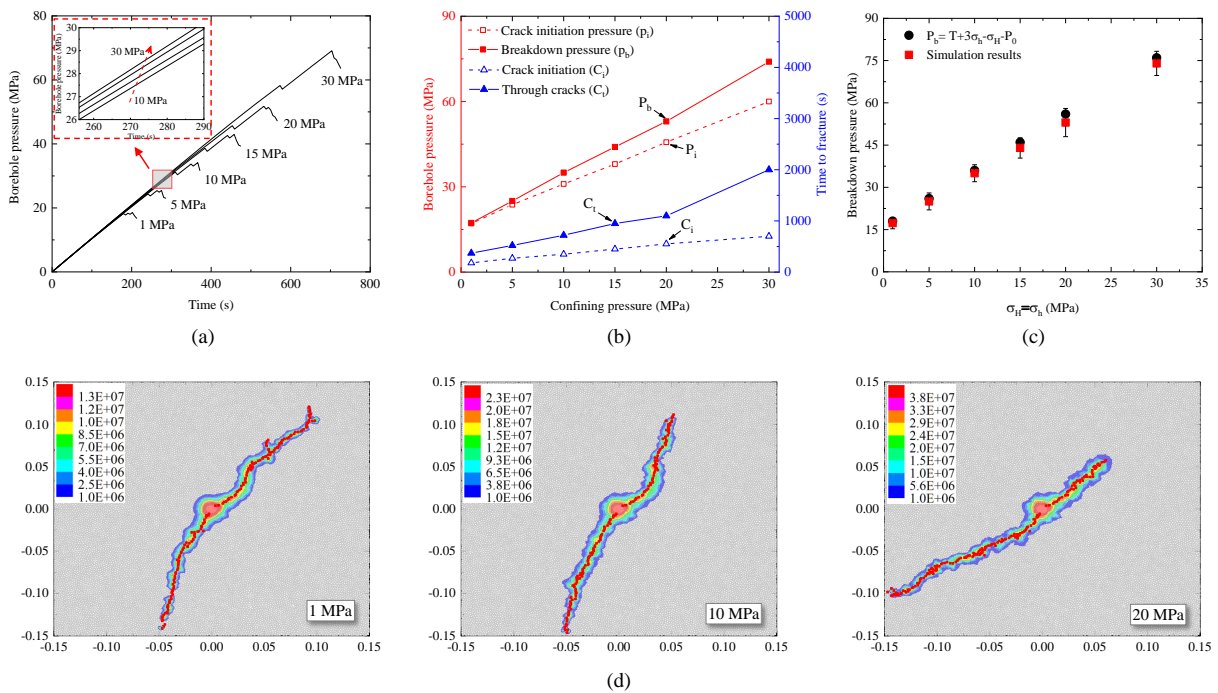 80
60
40
20
0
0 200 400 600 800
Borehole pressure (MPa)
Time (s)
30
29
28
27
26
260 270 280 290
Borehole pressure (MPa)
Time (s)
30 MPa
10 MPa
30 MPa
20 MPa
15 MPa
10 MPa
5 MPa
1 MPa
(a)
90
60
30
0
Borehole pressure (MPa)
Crack initiation pressure (pi)
Breakdown pressure (pb)
Crack initiation (Ci)
Through cracks (Ct)
Pb
Pi
Ct
Ci
5000
4000
3000
2000
1000
0
Time to fracture (s)
0 5 10 15 20 25 30
Confining pressure (MPa)
(b)
90
75
60
45
30
15
0
Breakdown pressure (MPa)
Pb= T+3σh-σH-P0
Simulation results
0 5 10 15 20 25 30 35
σH=σh (MPa)
(c)
0.15
0.10
0.05
0.00
-0.05
-0.10
-0.15
1.3E+07
1.2E+07
1.0E+07
8.5E+06
7.0E+06
5.5E+06
4.0E+06
2.5E+06
1.0E+06
1 MPa
-0.15 -0.10 -0.05 0.00 0.05 0.10 0.15
0.15
0.10
0.05
0.00
-0.05
-0.10
-0.15
2.3E+07
2.0E+07
1.8E+07
1.5E+07
1.2E+07
9.3E+06
6.5E+06
3.8E+06
1.0E+06
10 MPa
-0.15 -0.10 -0.05 0.00 0.05 0.10 0.15
0.15
0.10
0.05
0.00
-0.05
-0.10
-0.15
3.8E+07
3.3E+07
2.9E+07
2.4E+07
2.0E+07
1.5E+07
1.0E+07
5.6E+06
1.0E+06
20 MPa
-0.15 -0.10 -0.05 0.00 0.05 0.10 0.15
(d)